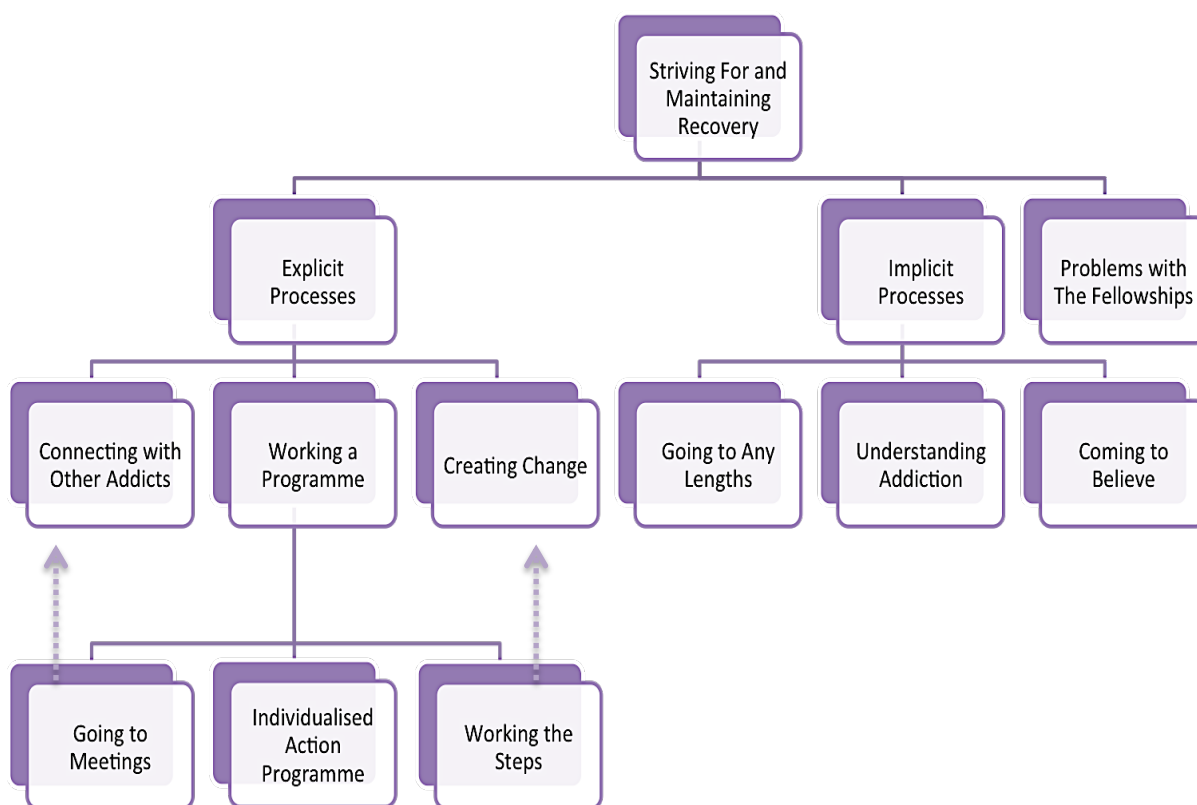 Striving For and
Maintaining
Recovery
Explicit
Processes
Implicit
Processes
Problems with
The Fellowships
Connecting with
Other Addicts
Working a
Programme
Creating Change
Going to Any
Lengths
Understanding
Addiction
Coming to
Believe
Going to
Meetings
Individualised
Action
Programme
Working the
Steps